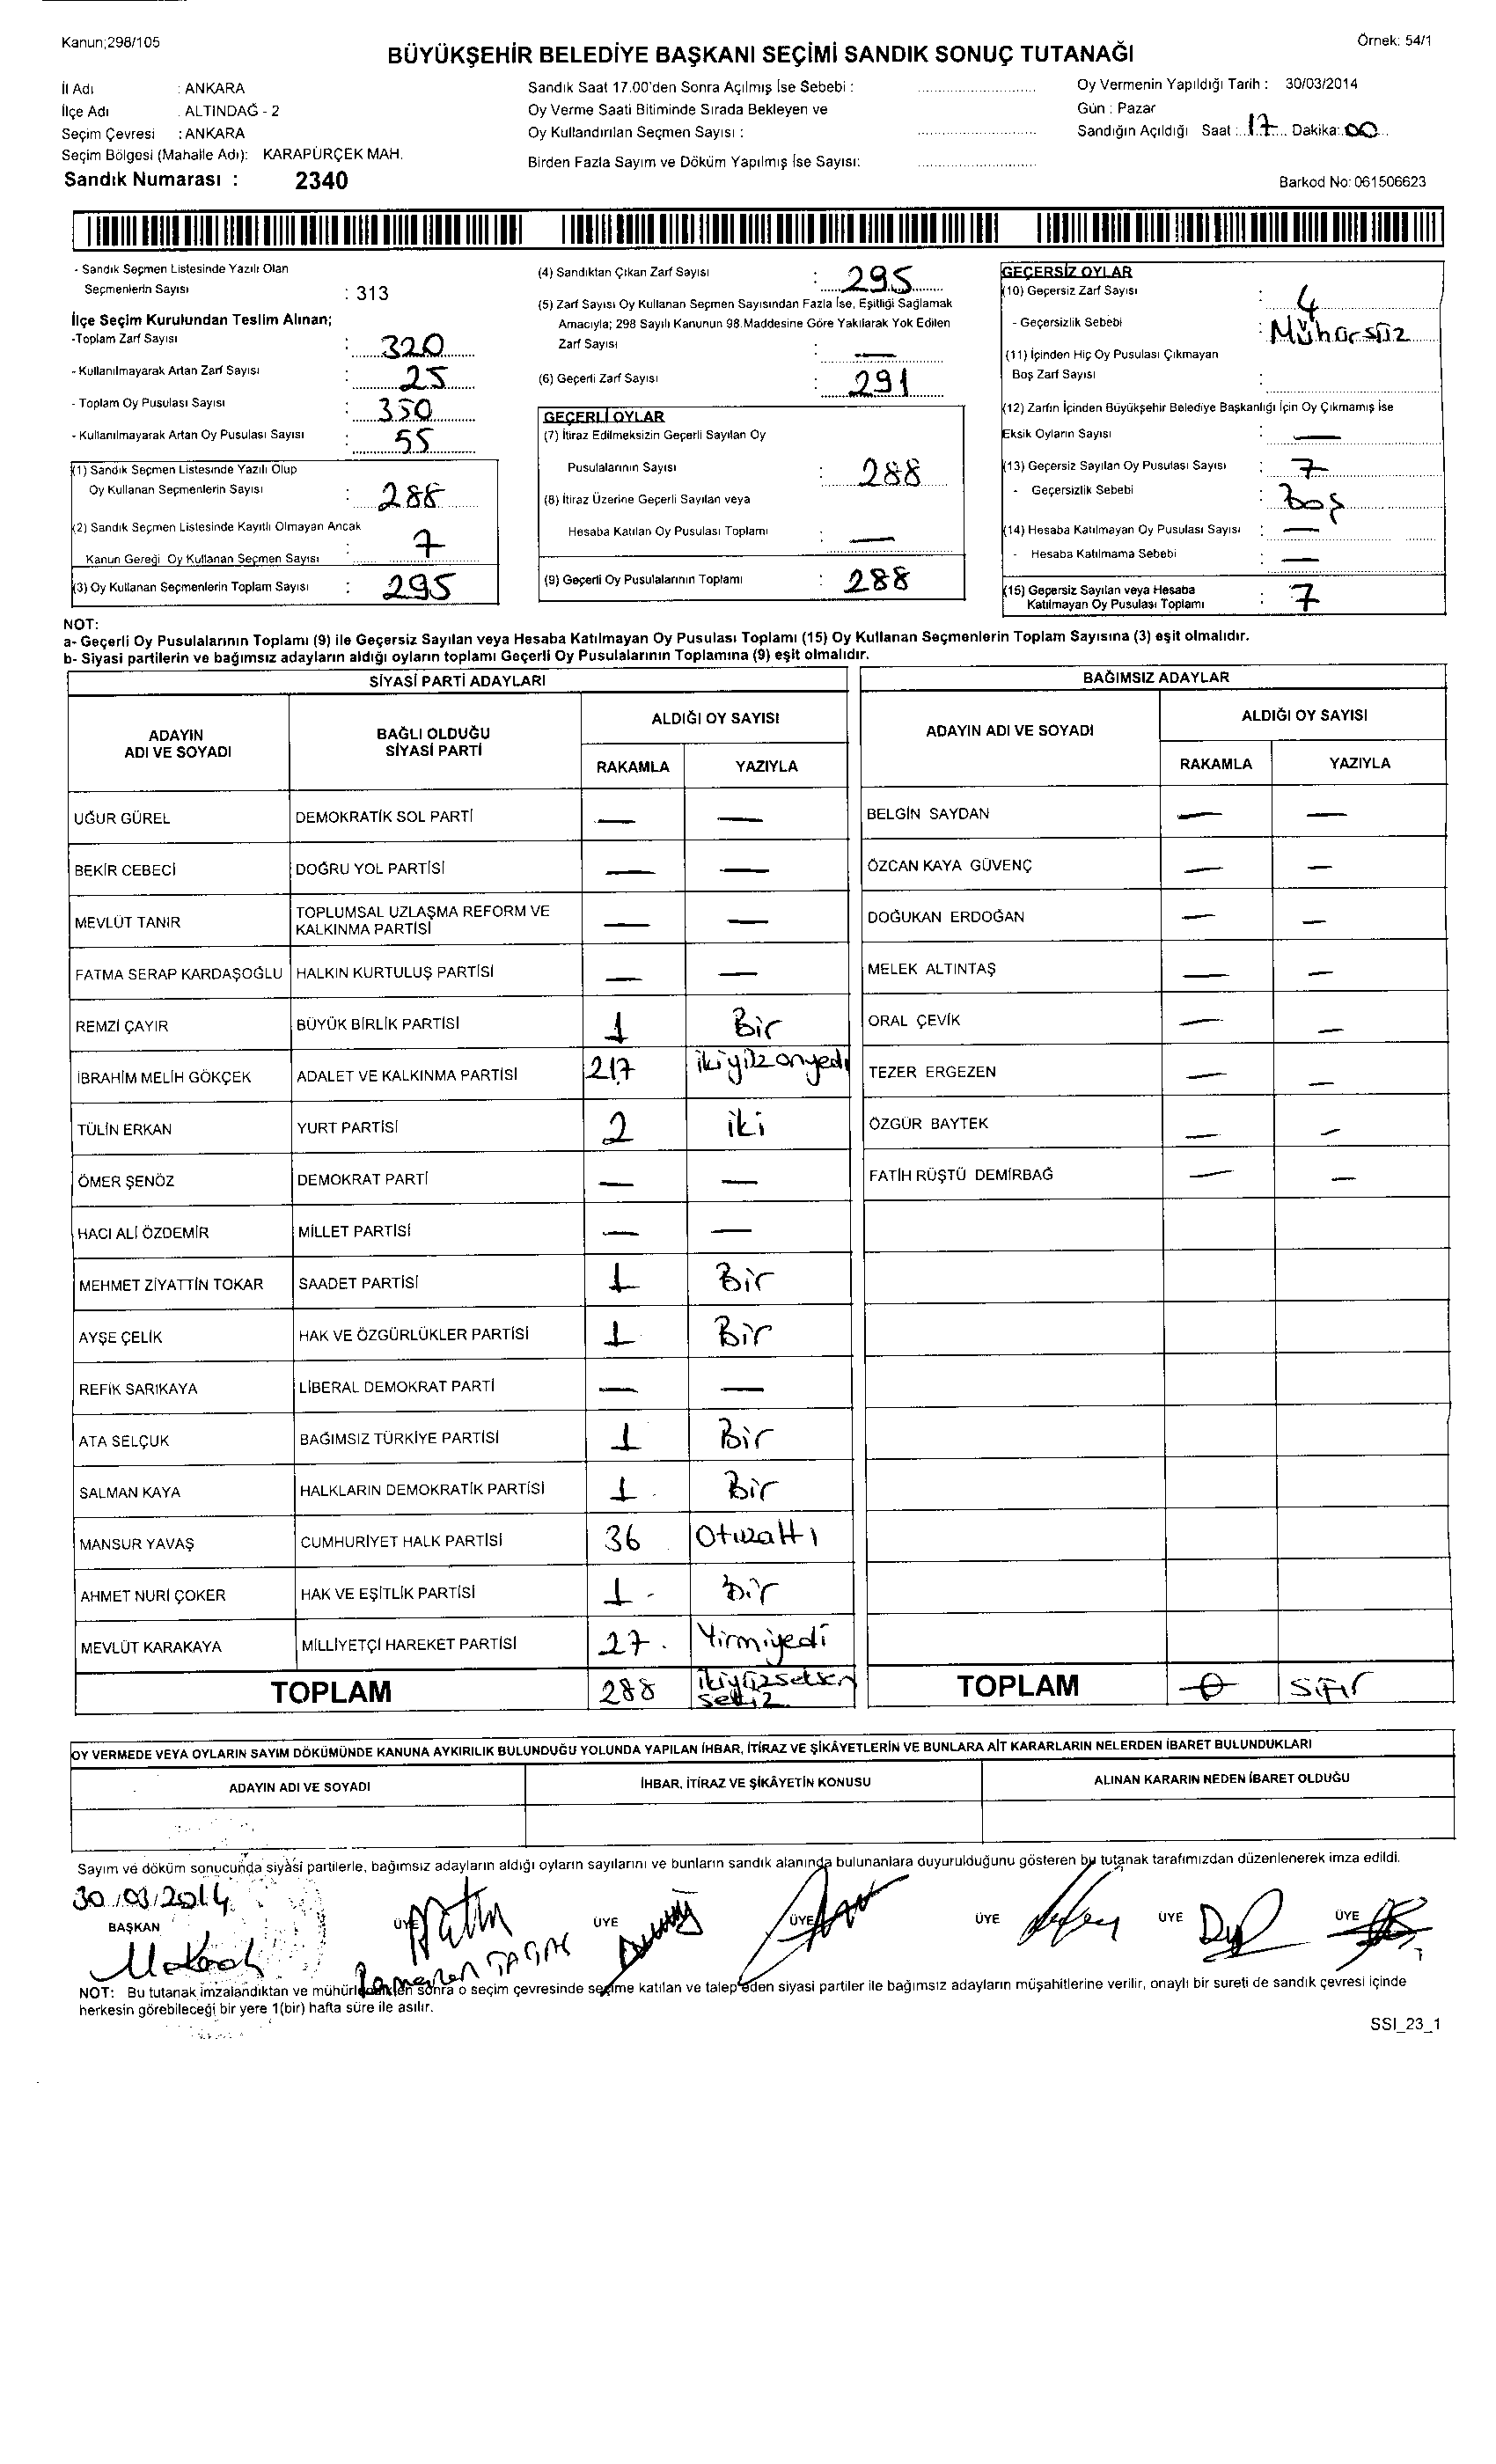 Kanun;298/105
Örnek: 54/1
BÜYÜKŞEHİR BELEDİYE BAŞKANI SEÇİMİ SANDIK SONUÇ TUTANAĞI
İl Adı : ANKARA
İlçe Adı : ALTINDAĞ - 2
Seçim Çevresi : ANKARA
Seçim Bölgesi (Mahalle Adı): KARAPÜRÇEK MAH.
Sandık Numarası : 2340
Sandık Saat 17.00'den Sonra Açılmış İse Sebebi :
Oy Verme Saati Bitiminde Sırada Bekleyen ve
Oy Kullandırılan Seçmen Sayısı :
Birden Fazla Sayım ve Döküm Yapılmış İse Sayısı:
Oy Vermenin Yapıldığı Tarih : 30/03/2014
Gün : Pazar
Sandığın Açıldığı Saat : 17 Dakika: 00
Barkod No: 061506623
- Sandık Seçmen Listesinde Yazılı Olan
Seçmenlerin Sayısı : 313
İlçe Seçim Kurulundan Teslim Alınan;
-Toplam Zarf Sayısı : 320
- Kullanılmayarak Artan Zarf Sayısı : 25
- Toplam Oy Pusulası Sayısı : 350
- Kullanılmayarak Artan Oy Pusulası Sayısı : 55
(1) Sandık Seçmen Listesinde Yazılı Olup
Oy Kullanan Seçmenlerin Sayısı : 288
(2) Sandık Seçmen Listesinde Kayıtlı Olmayan Ancak
Kanun Gereği Oy Kullanan Seçmen Sayısı : 7
(3) Oy Kullanan Seçmenlerin Toplam Sayısı : 295
(4) Sandıktan Çıkan Zarf Sayısı : 295
(5) Zarf Sayısı Oy Kullanan Seçmen Sayısından Fazla İse, Eşitliği Sağlamak
Amacıyla; 298 Sayılı Kanunun 98.Maddesine Göre Yakılarak Yok Edilen
Zarf Sayısı : —
(6) Geçerli Zarf Sayısı : 291
GEÇERLİ OYLAR
(7) İtiraz Edilmeksizin Geçerli Sayılan Oy
Pusulalarının Sayısı : 288
(8) İtiraz Üzerine Geçerli Sayılan veya
Hesaba Katılan Oy Pusulası Toplamı : —
(9) Geçerli Oy Pusulalarının Toplamı : 288
GEÇERSİZ OYLAR
(10) Geçersiz Zarf Sayısı : 4
- Geçersizlik Sebebi : Mühürsüz
(11) İçinden Hiç Oy Pusulası Çıkmayan
Boş Zarf Sayısı :
(12) Zarfın İçinden Büyükşehir Belediye Başkanlığı İçin Oy Çıkmamış İse
Eksik Oyların Sayısı : —
(13) Geçersiz Sayılan Oy Pusulası Sayısı : 7
- Geçersizlik Sebebi : Boş
(14) Hesaba Katılmayan Oy Pusulası Sayısı : —
- Hesaba Katılmama Sebebi : —
(15) Geçersiz Sayılan veya Hesaba
Katılmayan Oy Pusulası Toplamı : 7
NOT:
a- Geçerli Oy Pusulalarının Toplamı (9) ile Geçersiz Sayılan veya Hesaba Katılmayan Oy Pusulası Toplamı (15) Oy Kullanan Seçmenlerin Toplam Sayısına (3) eşit olmalıdır.
b- Siyasi partilerin ve bağımsız adayların aldığı oyların toplamı Geçerli Oy Pusulalarının Toplamına (9) eşit olmalıdır.
SİYASİ PARTİ ADAYLARI
ADAYIN ADI VE SOYADI BAĞLI OLDUĞU SİYASİ PARTİ ALDIĞI OY SAYISI
RAKAMLA YAZIYLA
UĞUR GÜREL DEMOKRATİK SOL PARTİ — —
BEKİR CEBECİ DOĞRU YOL PARTİSİ — —
MEVLÜT TANIR TOPLUMSAL UZLAŞMA REFORM VE KALKINMA PARTİSİ — —
FATMA SERAP KARDAŞOĞLU HALKIN KURTULUŞ PARTİSİ — —
REMZİ ÇAYIR BÜYÜK BİRLİK PARTİSİ 1 Bir
İBRAHİM MELİH GÖKÇEK ADALET VE KALKINMA PARTİSİ 217 ikiyüzonyedi
TÜLİN ERKAN YURT PARTİSİ 2 iki
ÖMER ŞENÖZ DEMOKRAT PARTİ — —
HACI ALİ ÖZDEMİR MİLLET PARTİSİ — —
MEHMET ZİYATTİN TOKAR SAADET PARTİSİ 1 Bir
AYŞE ÇELİK HAK VE ÖZGÜRLÜKLER PARTİSİ 1 Bir
REFİK SARIKAYA LİBERAL DEMOKRAT PARTİ — —
ATA SELÇUK BAĞIMSIZ TÜRKİYE PARTİSİ 1 Bir
SALMAN KAYA HALKLARIN DEMOKRATİK PARTİSİ 1 Bir
MANSUR YAVAŞ CUMHURİYET HALK PARTİSİ 36 Otuzaltı
AHMET NURİ ÇOKER HAK VE EŞİTLİK PARTİSİ 1 bir
MEVLÜT KARAKAYA MİLLİYETÇİ HAREKET PARTİSİ 27 Yirmiyedi
TOPLAM 288 ikiyüzseksen sekiz
BAĞIMSIZ ADAYLAR
ADAYIN ADI VE SOYADI ALDIĞI OY SAYISI
RAKAMLA YAZIYLA
BELGİN SAYDAN — —
ÖZCAN KAYA GÜVENÇ — —
DOĞUKAN ERDOĞAN — —
MELEK ALTINTAŞ — —
ORAL ÇEVİK — —
TEZER ERGEZEN — —
ÖZGÜR BAYTEK — —
FATİH RÜŞTÜ DEMİRBAĞ — —
TOPLAM 0 Sıfır
OY VERMEDE VEYA OYLARIN SAYIM DÖKÜMÜNDE KANUNA AYKIRILIK BULUNDUĞU YOLUNDA YAPILAN İHBAR, İTİRAZ VE ŞİKÂYETLERİN VE BUNLARA AİT KARARLARIN NELERDEN İBARET BULUNDUKLARI
ADAYIN ADI VE SOYADI İHBAR, İTİRAZ VE ŞİKÂYETİN KONUSU ALINAN KARARIN NEDEN İBARET OLDUĞU
Sayım ve döküm sonucunda siyasi partilerle, bağımsız adayların aldığı oyların sayılarını ve bunların sandık alanında bulunanlara duyurulduğunu gösteren bu tutanak tarafımızdan düzenlenerek imza edildi.
30/03/2014
BAŞKAN ÜYE ÜYE ÜYE ÜYE ÜYE ÜYE
NOT: Bu tutanak imzalandıktan ve mühürlendikten sonra o seçim çevresinde seçime katılan ve talep eden siyasi partiler ile bağımsız adayların müşahitlerine verilir, onaylı bir sureti de sandık çevresi içinde
herkesin görebileceği bir yere 1(bir) hafta süre ile asılır.
SSI_23_1